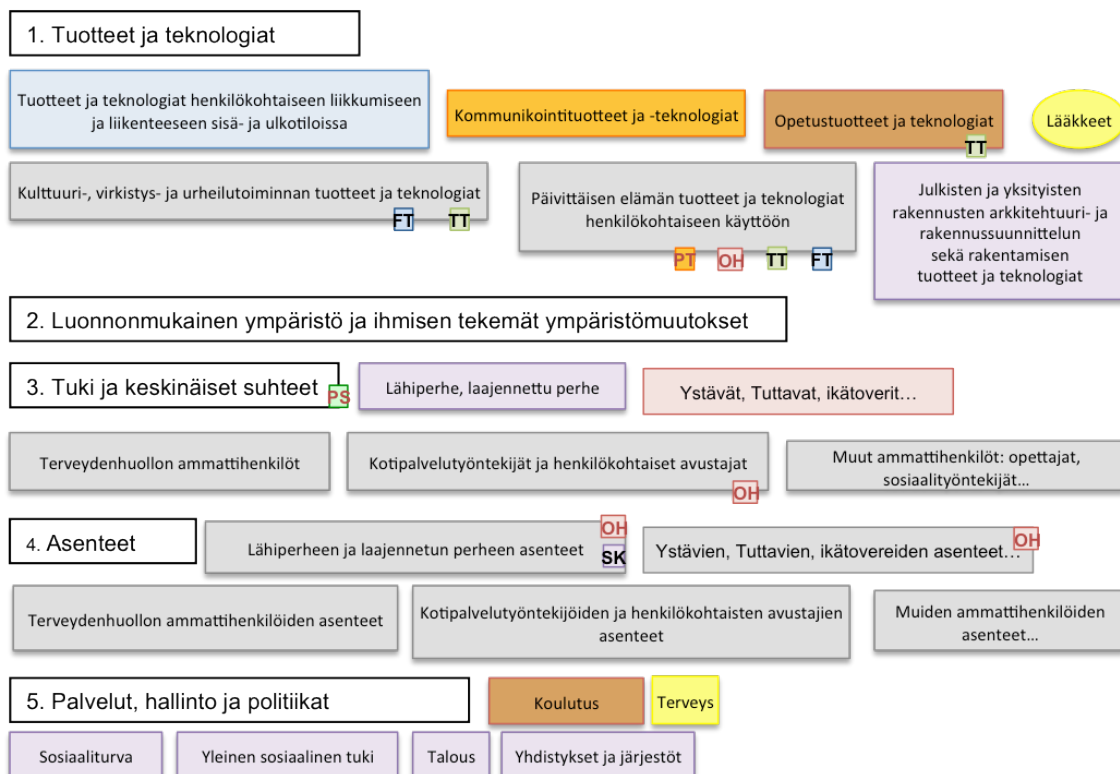 1. Tuotteet ja teknologiat
Tuotteet ja teknologiat henkilökohtaiseen liikkumiseen
ja liikenteeseen sisä- ja ulkotiloissa
Kommunikointituotteet ja -teknologiat
Opetustuotteet ja teknologiat
TT
Lääkkeet
Kulttuuri-, virkistys- ja urheilutoiminnan tuotteet ja teknologiat
FT
TT
Päivittäisen elämän tuotteet ja teknologiat
henkilökohtaiseen käyttöön
PT
OH
TT
FT
Julkisten ja yksityisten
rakennusten arkkitehtuuri- ja
rakennussuunnittelun
sekä rakentamisen
tuotteet ja teknologiat
2. Luonnonmukainen ympäristö ja ihmisen tekemät ympäristömuutokset
3. Tuki ja keskinäiset suhteet
PS
Lähiperhe, laajennettu perhe
Ystävät, Tuttavat, ikätoverit…
Terveydenhuollon ammattihenkilöt
Kotipalvelutyöntekijät ja henkilökohtaiset avustajat
OH
Muut ammattihenkilöt: opettajat,
sosiaalityöntekijät…
4. Asenteet
Lähiperheen ja laajennetun perheen asenteet
OH
SK
Ystävien, Tuttavien, ikätovereiden asenteet…
OH
Terveydenhuollon ammattihenkilöiden asenteet
Kotipalvelutyöntekijöiden ja henkilökohtaisten avustajien
asenteet
Muiden ammattihenkilöiden
asenteet…
5. Palvelut, hallinto ja politiikat
Koulutus
Terveys
Sosiaaliturva
Yleinen sosiaalinen tuki
Talous
Yhdistykset ja järjestöt